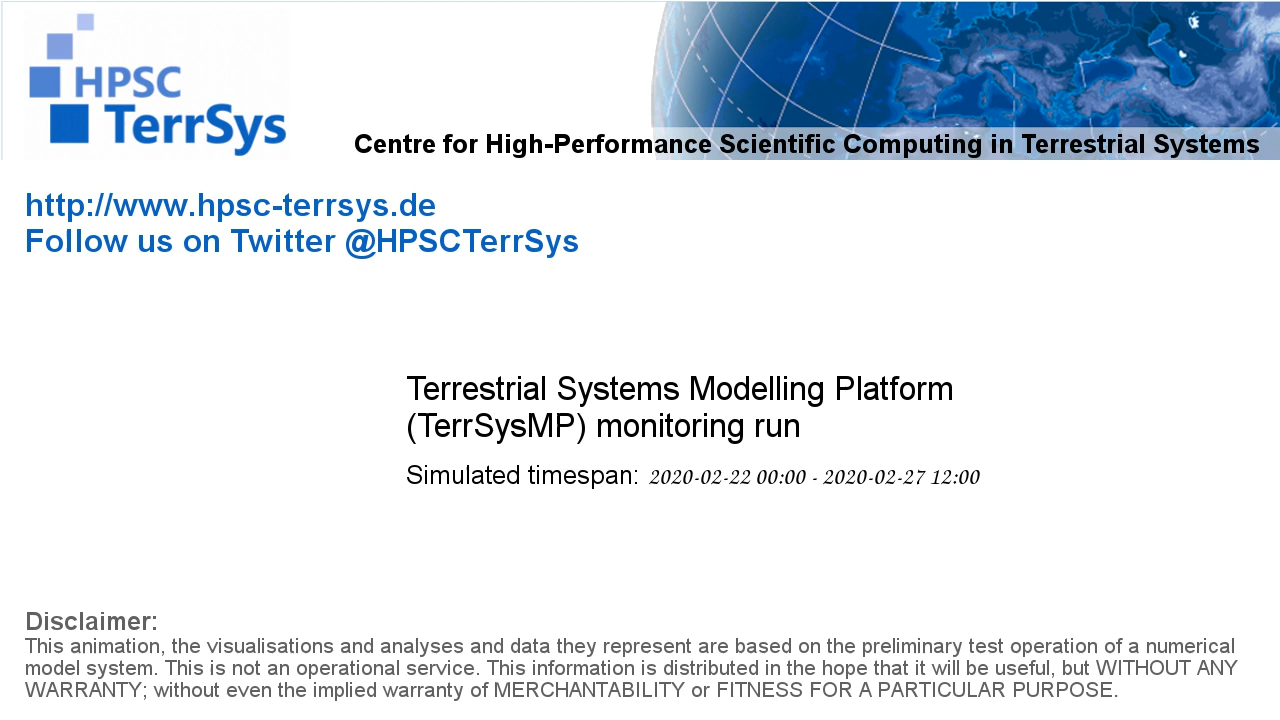 HPSC
TerrSys
Centre for High-Performance Scientific Computing in Terrestrial Systems
http://www.hpsc-terrsys.de
Follow us on Twitter @HPSCTerrSys
Terrestrial Systems Modelling Platform
(TerrSysMP) monitoring run
Simulated timespan: 2020-02-22 00:00 - 2020-02-27 12:00
Disclaimer:
This animation, the visualisations and analyses and data they represent are based on the preliminary test operation of a numerical
model system. This is not an operational service. This information is distributed in the hope that it will be useful, but WITHOUT ANY
WARRANTY; without even the implied warranty of MERCHANTABILITY or FITNESS FOR A PARTICULAR PURPOSE.